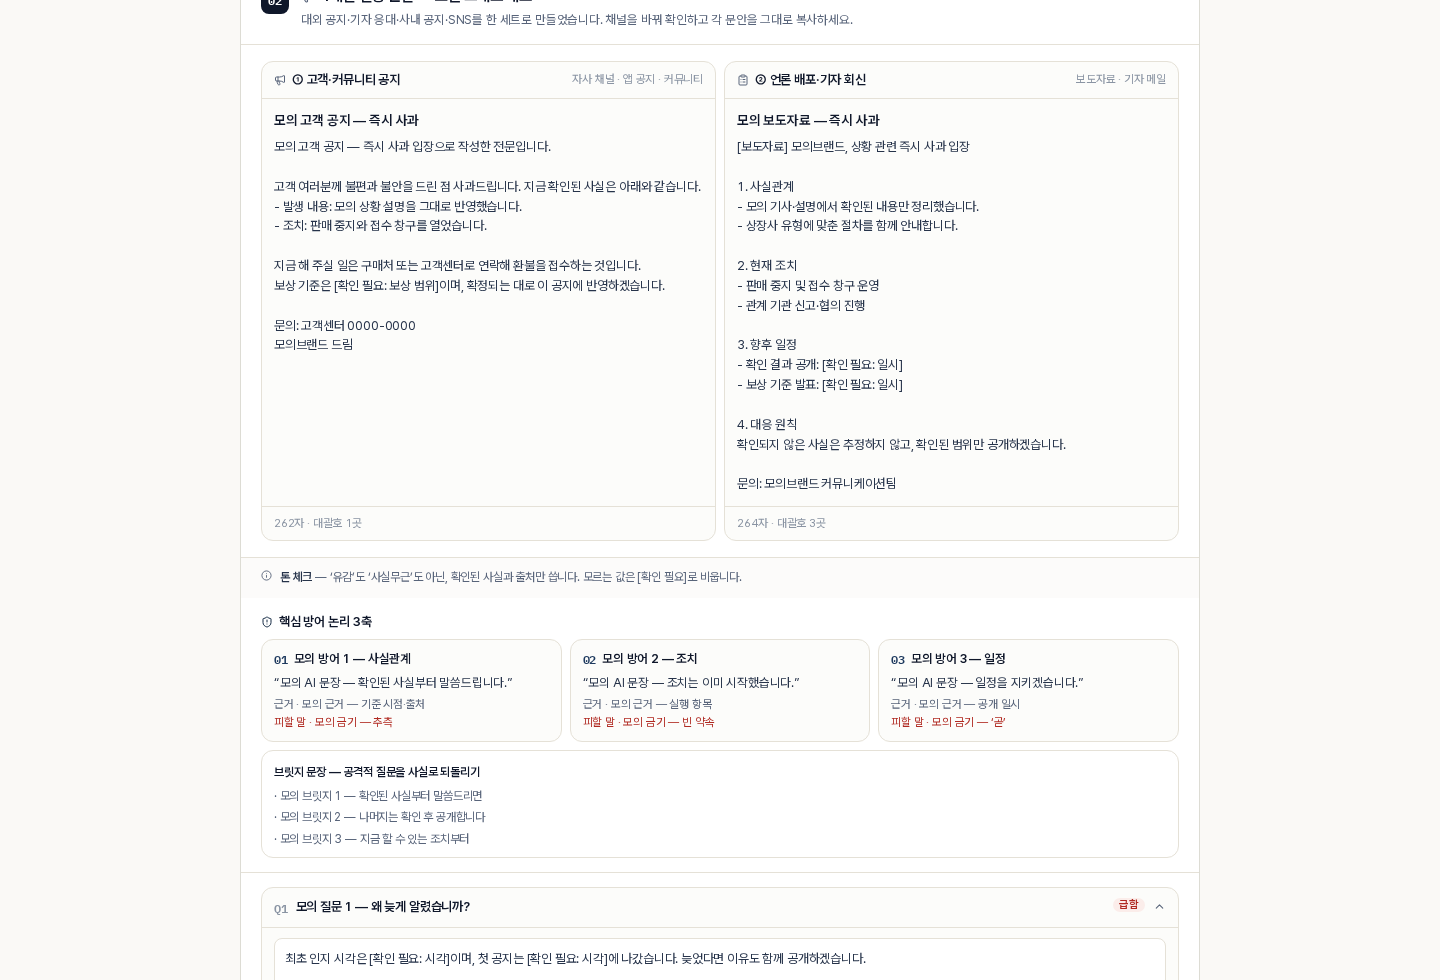 02
대외 공지·기자 응대·사내 공지·SNS를 한 세트로 만들었습니다. 채널을 바꿔 확인하고 각 문안을 그대로 복사하세요.
① 고객·커뮤니티 공지
자사 채널 · 앱 공지 · 커뮤니티
모의 고객 공지 — 즉시 사과
모의 고객 공지 — 즉시 사과 입장으로 작성한 전문입니다.
고객 여러분께 불편과 불안을 드린 점 사과드립니다. 지금 확인된 사실은 아래와 같습니다.
- 발생 내용: 모의 상황 설명을 그대로 반영했습니다.
- 조치: 판매 중지와 접수 창구를 열었습니다.
지금 해 주실 일은 구매처 또는 고객센터로 연락해 환불을 접수하는 것입니다.
보상 기준은 [확인 필요: 보상 범위]이며, 확정되는 대로 이 공지에 반영하겠습니다.
문의: 고객센터 0000-0000
모의브랜드 드림
262자 · 대괄호 1곳
② 언론 배포·기자 회신
보도자료 · 기자 메일
모의 보도자료 — 즉시 사과
[보도자료] 모의브랜드, 상황 관련 즉시 사과 입장
1. 사실관계
- 모의 기사·설명에서 확인된 내용만 정리했습니다.
- 상장사 유형에 맞춘 절차를 함께 안내합니다.
2. 현재 조치
- 판매 중지 및 접수 창구 운영
- 관계 기관 신고·협의 진행
3. 향후 일정
- 확인 결과 공개: [확인 필요: 일시]
- 보상 기준 발표: [확인 필요: 일시]
4. 대응 원칙
확인되지 않은 사실은 추정하지 않고, 확인된 범위만 공개하겠습니다.
문의: 모의브랜드 커뮤니케이션팀
264자 · 대괄호 3곳
톤 체크 — ‘유감’도 ‘사실무근’도 아닌, 확인된 사실과 출처만 씁니다. 모르는 값은 [확인 필요]로 비웁니다.
핵심 방어 논리 3축
01 모의 방어 1 — 사실관계
“모의 AI 문장 — 확인된 사실부터 말씀드립니다.”
근거 · 모의 근거 — 기준 시점·출처
피할 말 · 모의 금기 — 추측
02 모의 방어 2 — 조치
“모의 AI 문장 — 조치는 이미 시작했습니다.”
근거 · 모의 근거 — 실행 항목
피할 말 · 모의 금기 — 빈 약속
03 모의 방어 3 — 일정
“모의 AI 문장 — 일정을 지키겠습니다.”
근거 · 모의 근거 — 공개 일시
피할 말 · 모의 금기 — ‘곧’
브릿지 문장 — 공격적 질문을 사실로 되돌리기
· 모의 브릿지 1 — 확인된 사실부터 말씀드리면
· 모의 브릿지 2 — 나머지는 확인 후 공개합니다
· 모의 브릿지 3 — 지금 할 수 있는 조치부터
Q1 모의 질문 1 — 왜 늦게 알렸습니까?
급함
최초 인지 시각은 [확인 필요: 시각]이며, 첫 공지는 [확인 필요: 시각]에 나갔습니다. 늦었다면 이유도 함께 공개하겠습니다.